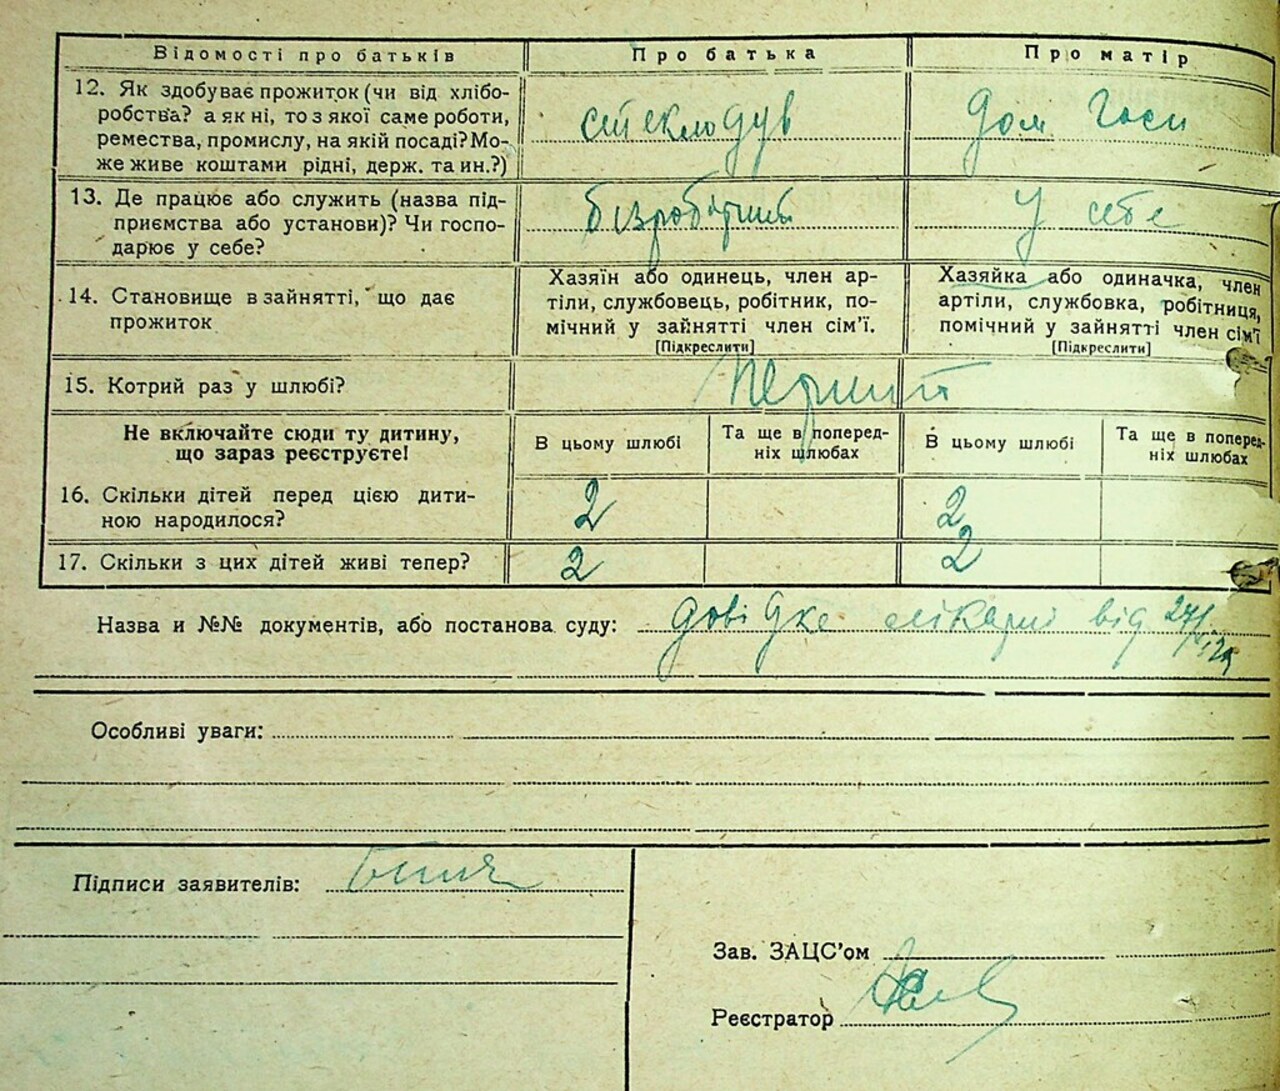 Відомості про батьків
Про батька
Про матір
12. Як здобуває прожиток (чи від хлібо-
робства? а як ні, то з якої саме роботи,
ремества, промислу, на якій посаді? Мо-
же живе коштами рідні, держ. та ин.?)
стеклодув
дом госп
13. Де працює або служить (назва під-
приємства або установи)? Чи госпо-
дарює у себе?
безробітний
у себе
14. Становище в зайнятті, що дає
прожиток
Хазяїн або одинець, член ар-
тіли, службовець, робітник, по-
мічний у зайнятті член сім'ї.
[Підкреслити]
Хазяйка або одиначка, член
артіли, службовка, робітниця,
помічний у зайнятті член сім'ї
[Підкреслити]
15. Котрий раз у шлюбі?
Перший
Не включайте сюди ту дитину,
що зараз реєструєте!
В цьому шлюбі
Та ще в поперед-
ніх шлюбах
В цьому шлюбі
Та ще в поперед-
ніх шлюбах
16. Скільки дітей перед цією дити-
ною народилося?
2
2
17. Скільки з цих дітей живі тепер?
2
2
Назва и №№ документів, або постанова суду:
довідке лікарні від
Особливі уваги:
Підписи заявителів:
Зав. ЗАЦС'ом
Реєстратор